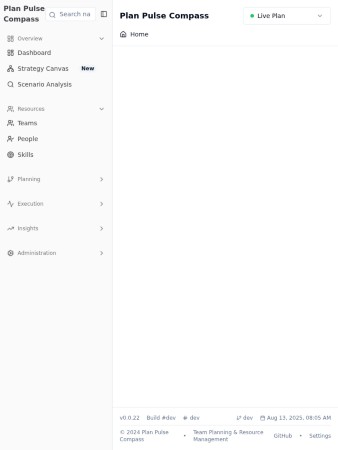 Plan Pulse
Compass
Search na
Overview
Dashboard
Strategy Canvas New
Scenario Analysis
Resources
Teams
People
Skills
Planning
Execution
Insights
Administration
Plan Pulse Compass
Live Plan
Home
v0.0.22 Build #dev dev dev Aug 13, 2025, 08:05 AM
© 2024 Plan Pulse
Compass
•
Team Planning & Resource
Management
GitHub • Settings